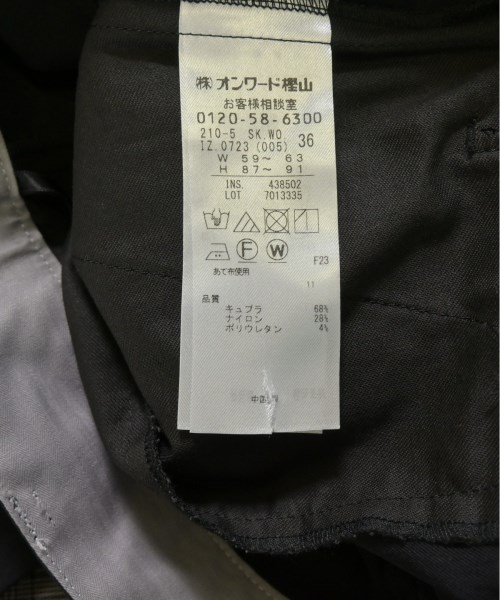 (株)オンワード樫山
お客様相談室
0120-58-6300
210-5 SK.WO. 36
IZ.0723 (005)
W 59～ 63
H 87～ 91
INS. 438502
LOT 7013335
F W
F23
あて布使用
11
品質
キュプラ 68%
ナイロン 28%
ポリウレタン 4%